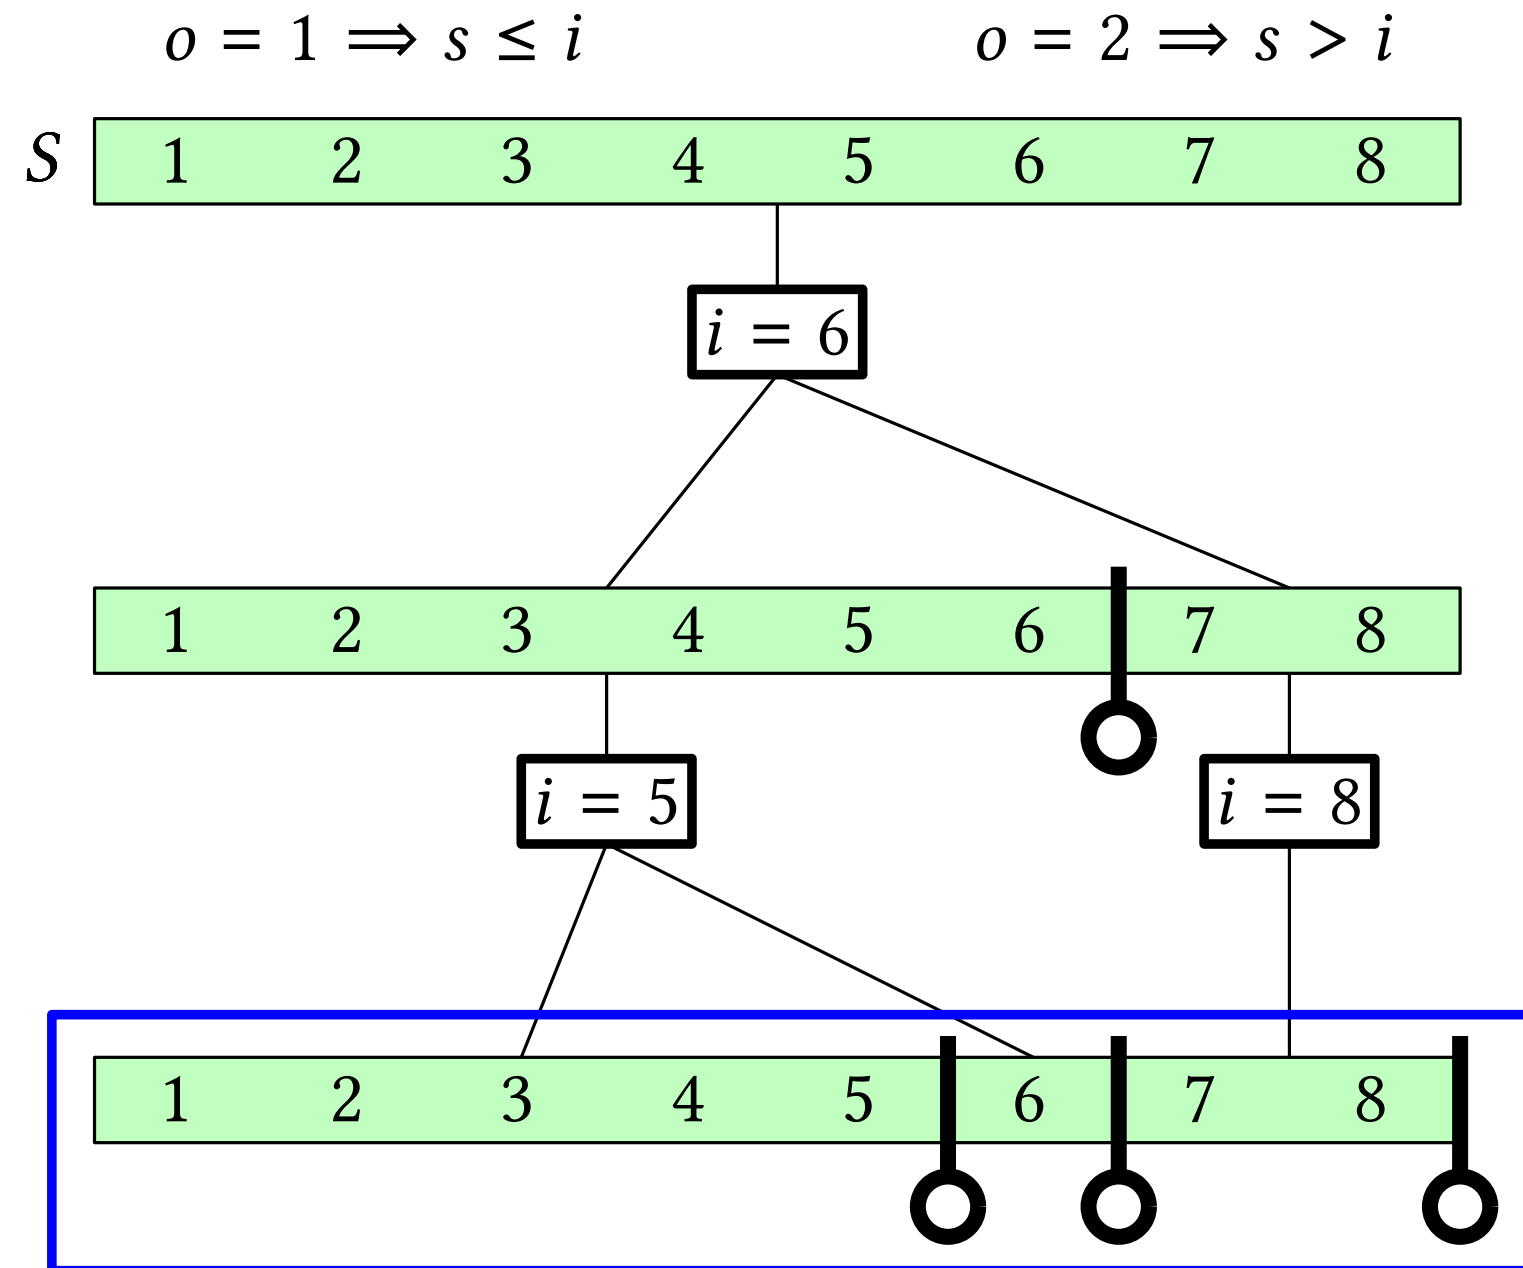 o = 1 ⟹ s ≤ i o = 2 ⟹ s > i
S 1 2 3 4 5 6 7 8
i = 6
1 2 3 4 5 6 7 8
i = 5 i = 8
1 2 3 4 5 6 7 8